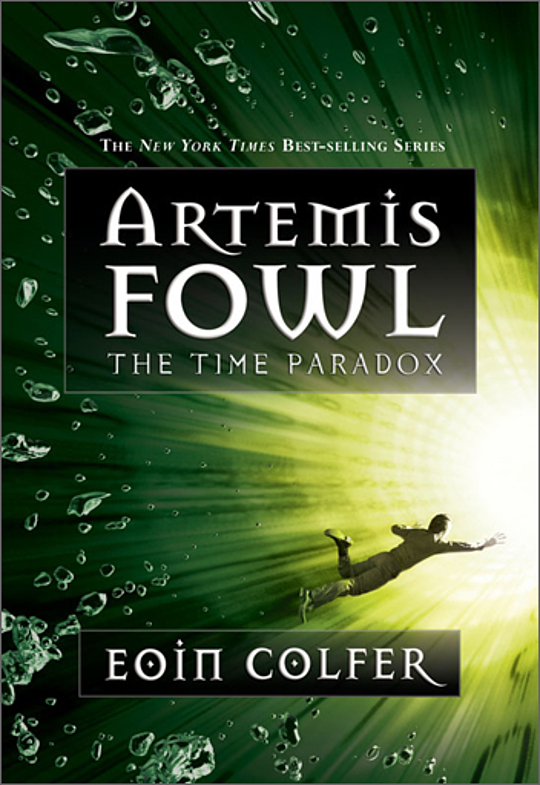 The New York Times Best-selling Series
Artemis
FOWL
THE TIME PARADOX
EOIN COLFER